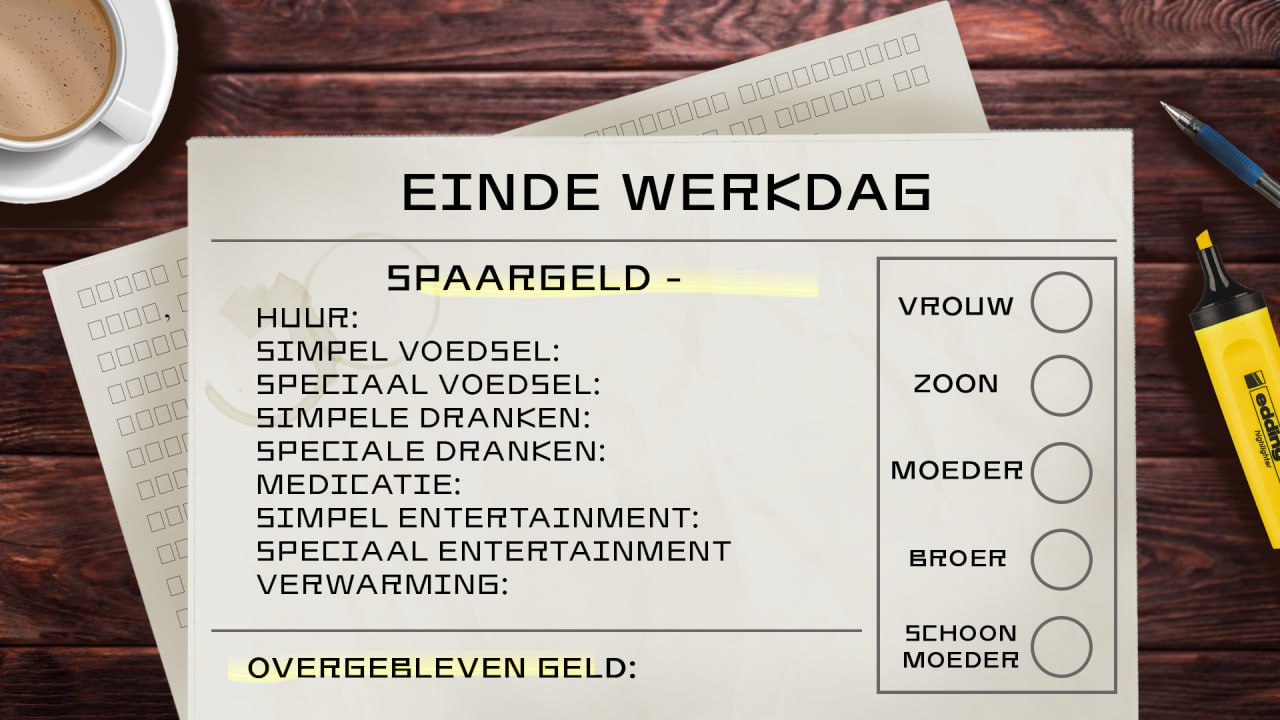 EINDE WERKDAG
SPAARGELD -
HUUR:
SIMPEL VOEDSEL:
SPECIAAL VOEDSEL:
SIMPELE DRANKEN:
SPECIALE DRANKEN:
MEDICATIE:
SIMPEL ENTERTAINMENT:
SPECIAAL ENTERTAINMENT
VERWARMING:
OVERGEBLEVEN GELD:
VROUW
ZOON
MOEDER
BROER
SCHOON
MOEDER
edding
highlighter